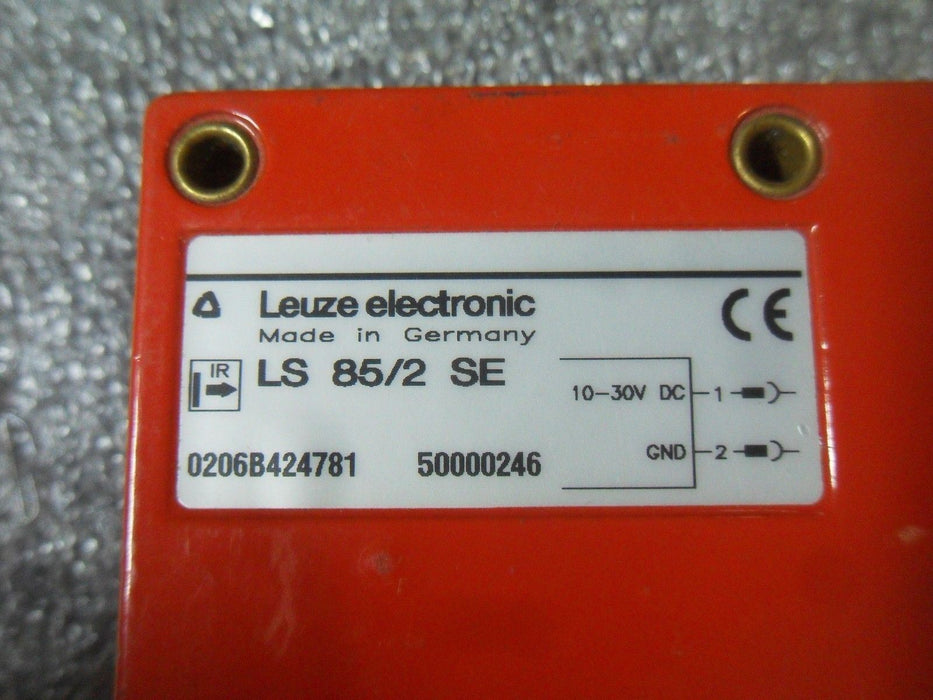 Leuze electronic
Made in Germany
CE
IR
LS 85/2 SE
10-30V DC 1
GND 2
0206B424781 50000246